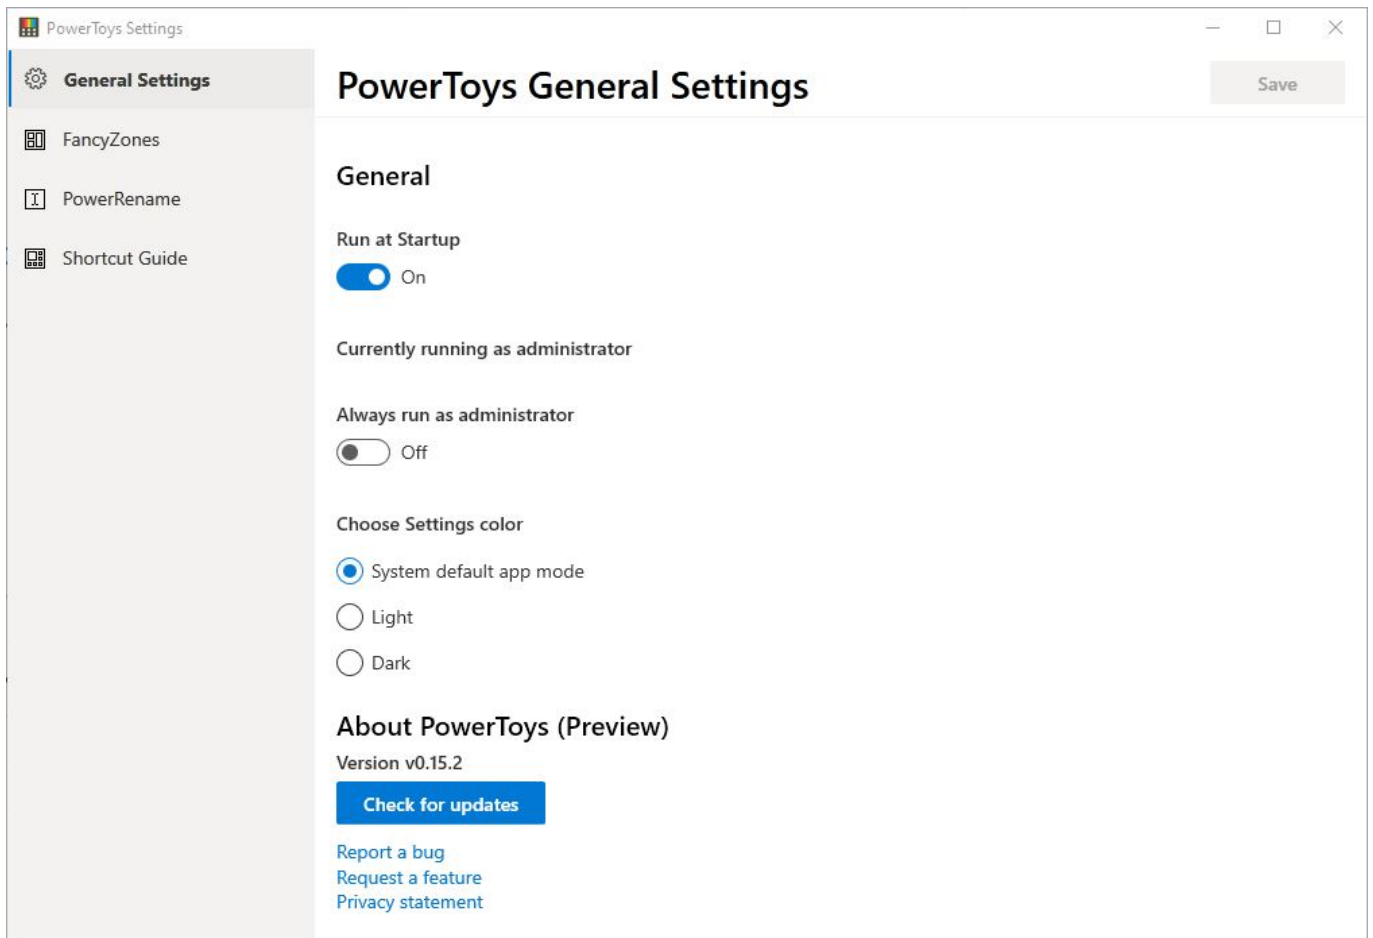 PowerToys Settings
General Settings
FancyZones
PowerRename
Shortcut Guide
PowerToys General Settings
Save
General
Run at Startup
On
Currently running as administrator
Always run as administrator
Off
Choose Settings color
System default app mode
Light
Dark
About PowerToys (Preview)
Version v0.15.2
Check for updates
Report a bug
Request a feature
Privacy statement